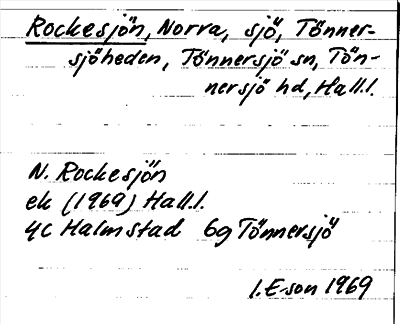 Rockesjön, Norra, sjö, Tönner-
sjöheden, Tönnersjö sn, Tön-
nersjö hd, Hall.
N. Rockesjön
ek (1969) Hall.
4c Halmstad 6g Tönnersjö
I. E-son 1969